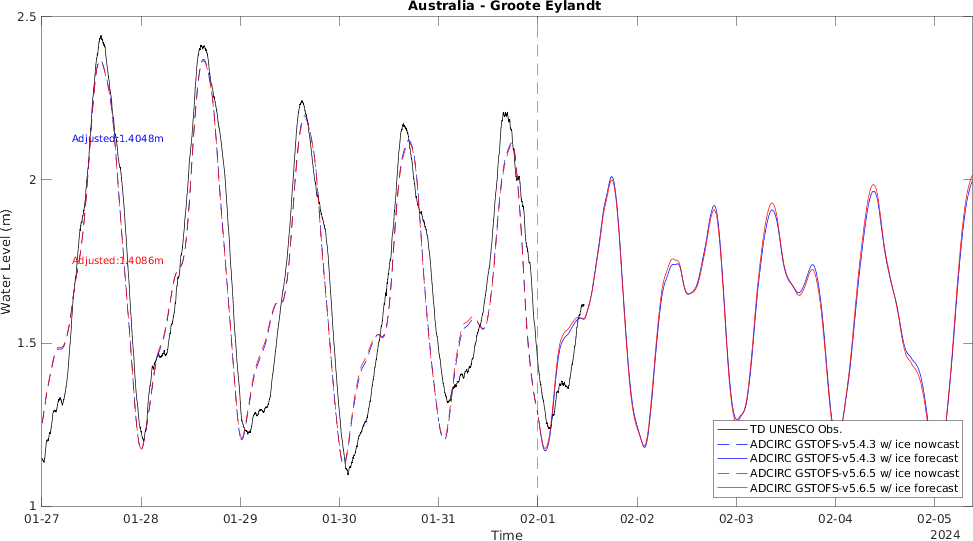 Australia - Groote Eylandt
Water Level (m)
2.5
2
1.5
1
Adjusted:1.4048m
Adjusted:1.4086m
TD UNESCO Obs.
ADCIRC GSTOFS-v5.4.3 w/ ice nowcast
ADCIRC GSTOFS-v5.4.3 w/ ice forecast
ADCIRC GSTOFS-v5.6.5 w/ ice nowcast
ADCIRC GSTOFS-v5.6.5 w/ ice forecast
01-27 01-28 01-29 01-30 01-31 02-01 02-02 02-03 02-04 02-05
2024
Time